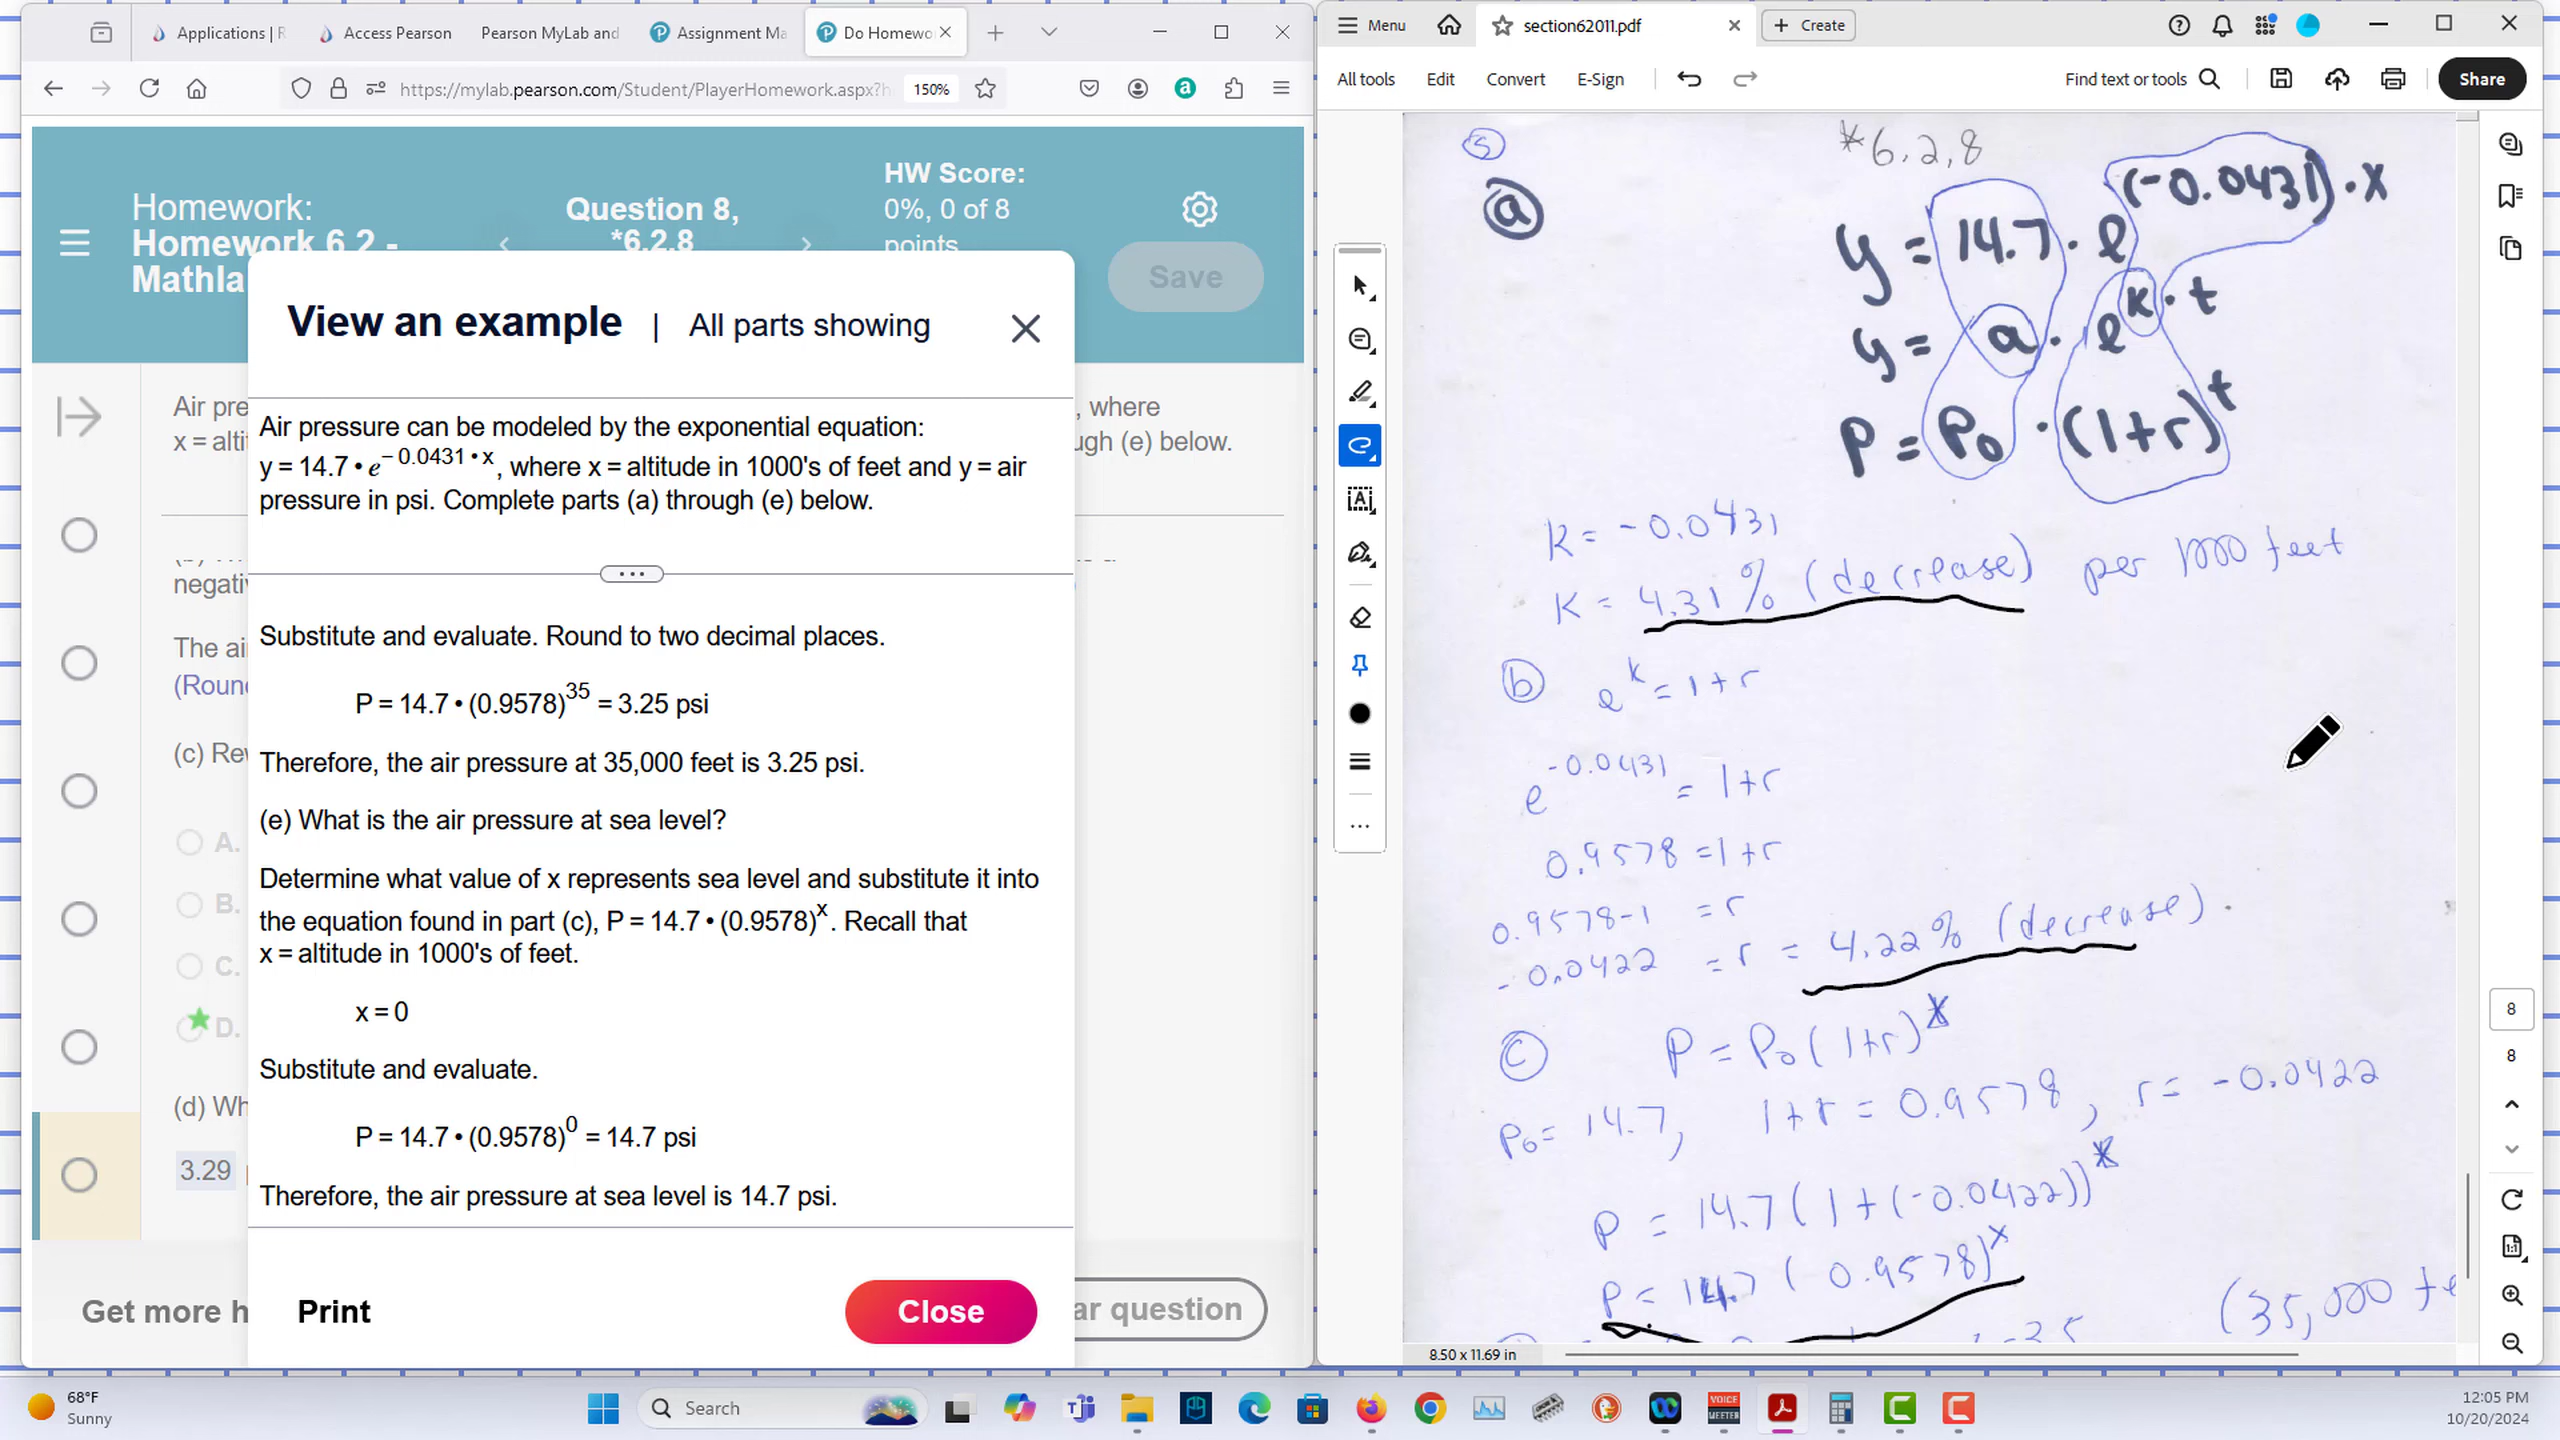 Applications | R
Access Pearson
Pearson MyLab and
Assignment Ma
Do Homewo
https://mylab.pearson.com/Student/PlayerHomework.aspx?h
150%
Homework:
Homework 6.2 -
Mathla
Question 8,
*6.2.8
HW Score:
0%, 0 of 8
points
Save
Air pre
, where
x = alti
ugh (e) below.
negativ
The ai
(Roun
(c) Rev
A.
B.
C.
D.
(d) Wh
3.29
Get more h
ar question
View an example | All parts showing
Air pressure can be modeled by the exponential equation:
y = 14.7 • e^– 0.0431 • x, where x = altitude in 1000's of feet and y = air
pressure in psi. Complete parts (a) through (e) below.
Substitute and evaluate. Round to two decimal places.
P = 14.7 • (0.9578)^35 = 3.25 psi
Therefore, the air pressure at 35,000 feet is 3.25 psi.
(e) What is the air pressure at sea level?
Determine what value of x represents sea level and substitute it into
the equation found in part (c), P = 14.7 • (0.9578)^x. Recall that
x = altitude in 1000's of feet.
x = 0
Substitute and evaluate.
P = 14.7 • (0.9578)^0 = 14.7 psi
Therefore, the air pressure at sea level is 14.7 psi.
Print
Close
Menu
section62011.pdf
+ Create
All tools
Edit
Convert
E-Sign
Find text or tools
Share
*6.2.8
a
y = 14.7 · e^(-0.0431)·x
y = a · e^k·t
P = P₀ · (1+r)^t
K = -0.0431
K = 4.31% (decrease) per 1000 feet
b e^k = 1+r
e^-0.0431 = 1+r
0.9578 = 1+r
0.9578-1 = r
-0.0422 = r = 4.22% (decrease).
c P = P₀(1+r)^x
P₀ = 14.7, 1+r = 0.9578, r = -0.0422
P = 14.7(1+(-0.0422))^x
P = 14.7(0.9578)^x
(35,000 fe
8
8
8.50 x 11.69 in
68°F
Sunny
Search
VOICE
MEETER
12:05 PM
10/20/2024